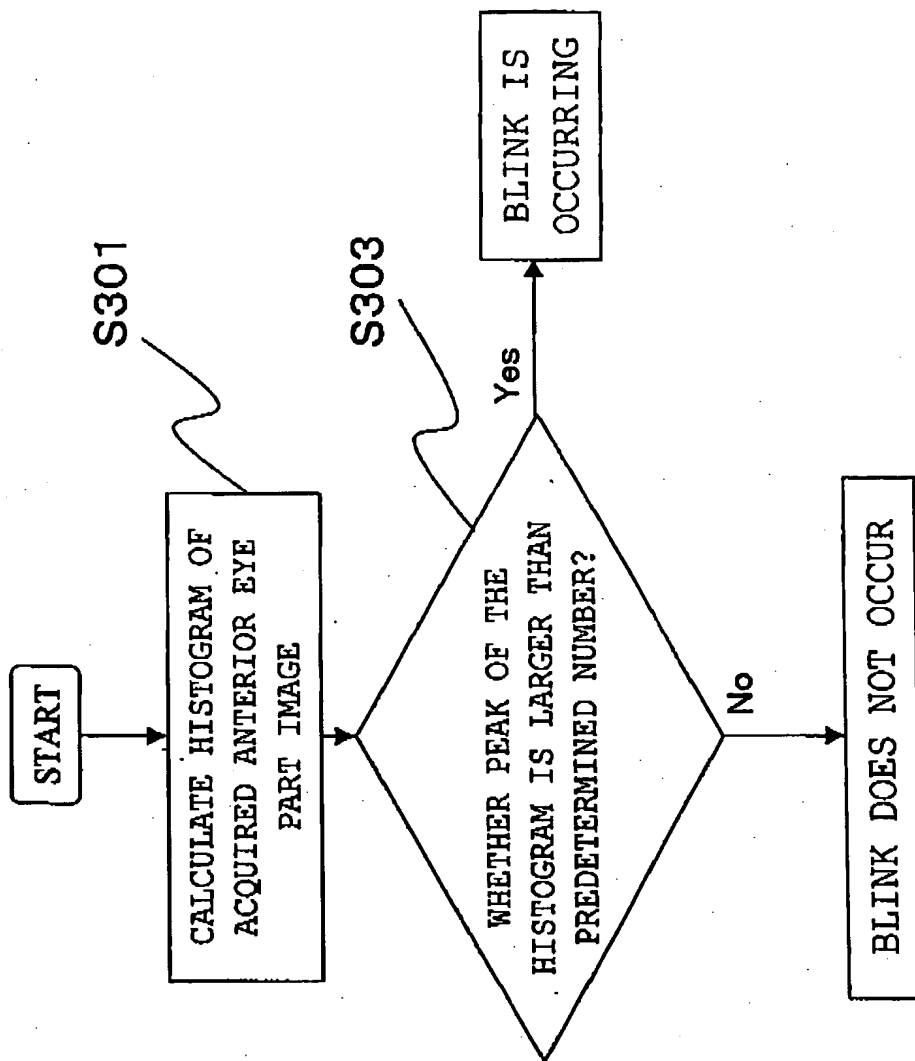 START
CALCULATE HISTOGRAM OF
ACQUIRED ANTERIOR EYE
PART IMAGE
S301
WHETHER PEAK OF THE
HISTOGRAM IS LARGER THAN
PREDETERMINED NUMBER?
S303
Yes
BLINK IS
OCCURRING
No
BLINK DOES NOT OCCUR